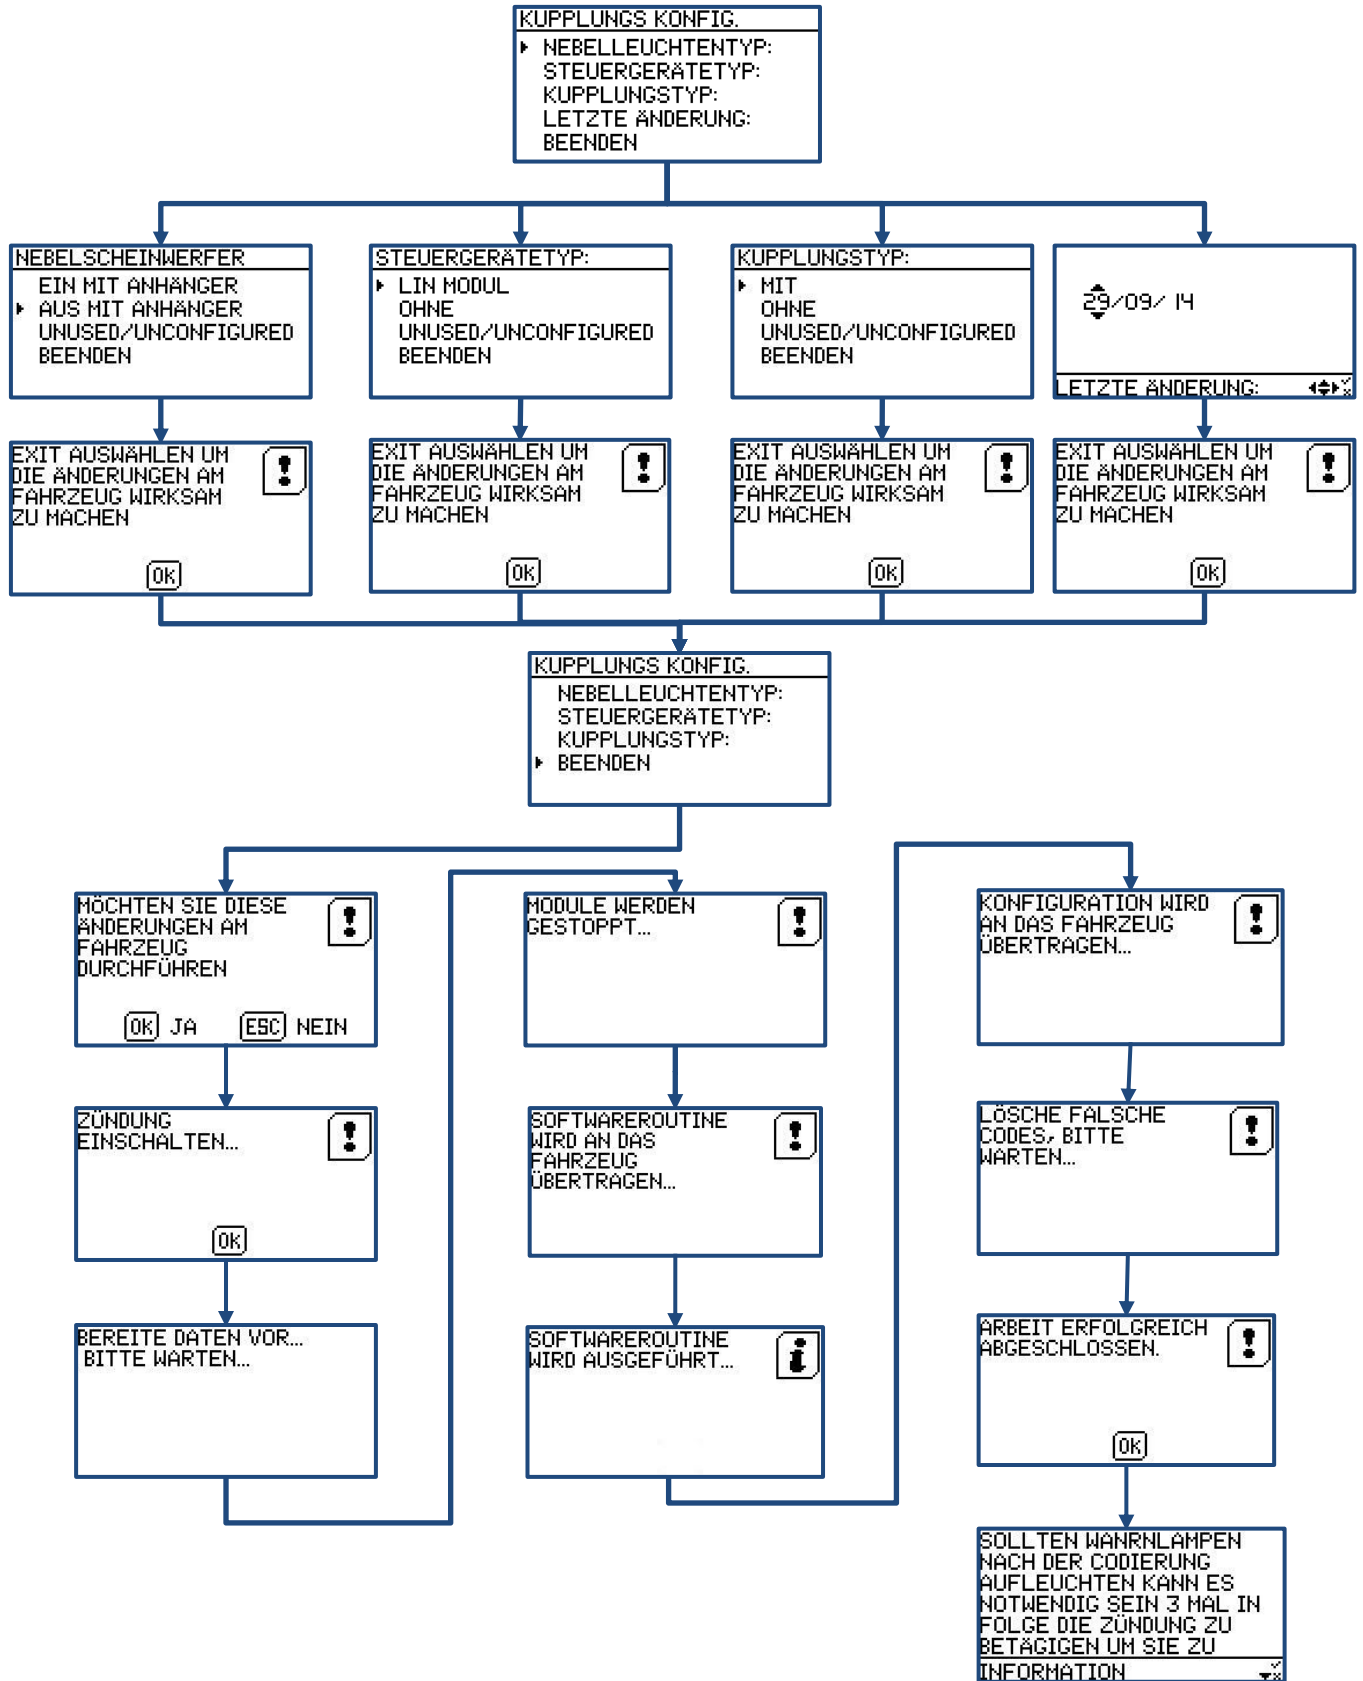 KUPPLUNGS KONFIG.
NEBELLEUCHTENTYP:
STEUERGERÄTETYP:
KUPPLUNGSTYP:
LETZTE ÄNDERUNG:
BEENDEN
NEBELSCHEINWERFER
EIN MIT ANHÄNGER
AUS MIT ANHÄNGER
UNUSED/UNCONFIGURED
BEENDEN
STEUERGERÄTETYP:
LIN MODUL
OHNE
UNUSED/UNCONFIGURED
BEENDEN
KUPPLUNGSTYP:
MIT
OHNE
UNUSED/UNCONFIGURED
BEENDEN
29/09/14
LETZTE ÄNDERUNG:
EXIT AUSWÄHLEN UM
DIE ÄNDERUNGEN AM
FAHRZEUG WIRKSAM
ZU MACHEN
OK
EXIT AUSWÄHLEN UM
DIE ÄNDERUNGEN AM
FAHRZEUG WIRKSAM
ZU MACHEN
OK
EXIT AUSWÄHLEN UM
DIE ÄNDERUNGEN AM
FAHRZEUG WIRKSAM
ZU MACHEN
OK
EXIT AUSWÄHLEN UM
DIE ÄNDERUNGEN AM
FAHRZEUG WIRKSAM
ZU MACHEN
OK
KUPPLUNGS KONFIG.
NEBELLEUCHTENTYP:
STEUERGERÄTETYP:
KUPPLUNGSTYP:
BEENDEN
MÖCHTEN SIE DIESE
ÄNDERUNGEN AM
FAHRZEUG
DURCHFÜHREN
OK JA ESC NEIN
ZÜNDUNG
EINSCHALTEN...
OK
BEREITE DATEN VOR...
BITTE WARTEN...
MODULE WERDEN
GESTOPPT...
SOFTWAREROUTINE
WIRD AN DAS
FAHRZEUG
ÜBERTRAGEN...
SOFTWAREROUTINE
WIRD AUSGEFÜHRT...
KONFIGURATION WIRD
AN DAS FAHRZEUG
ÜBERTRAGEN...
LÖSCHE FALSCHE
CODES, BITTE
WARTEN...
ARBEIT ERFOLGREICH
ABGESCHLOSSEN.
OK
SOLLTEN WANRNLAMPEN
NACH DER CODIERUNG
AUFLEUCHTEN KANN ES
NOTWENDIG SEIN 3 MAL IN
FOLGE DIE ZÜNDUNG ZU
BETÄGIGEN UM SIE ZU
INFORMATION